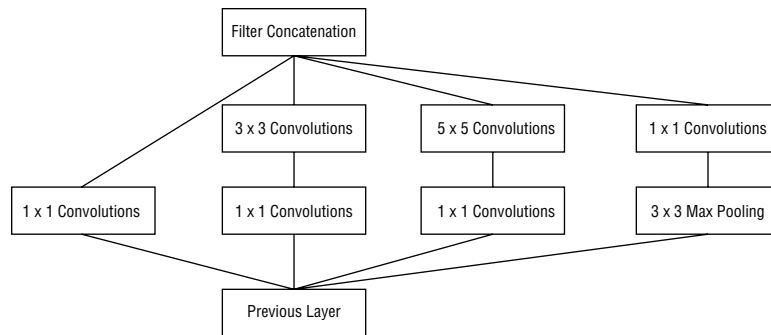 Filter Concatenation
3 x 3 Convolutions
5 x 5 Convolutions
1 x 1 Convolutions
1 x 1 Convolutions
1 x 1 Convolutions
1 x 1 Convolutions
3 x 3 Max Pooling
Previous Layer